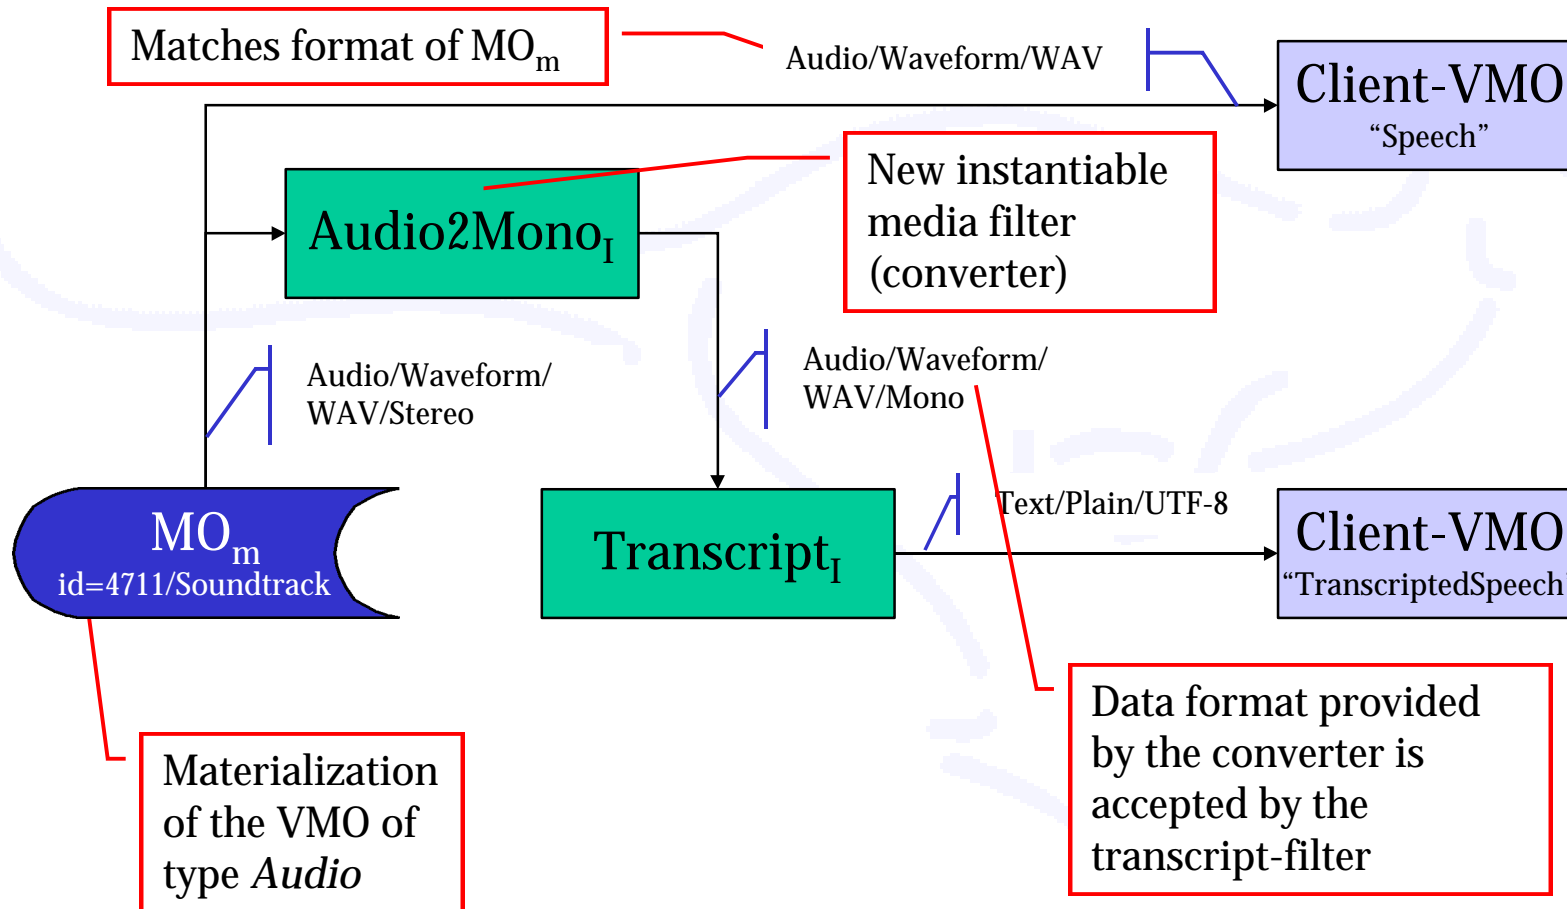 Matches format of MOm
Audio/Waveform/WAV
Client-VMO
“Speech”
New instantiable
media filter
(converter)
Audio2MonoI
Audio/Waveform/
WAV/Stereo
Audio/Waveform/
WAV/Mono
MOm
id=4711/Soundtrack
TranscriptI
Text/Plain/UTF-8
Client-VMO
“TranscriptedSpeech”
Materialization
of the VMO of
type Audio
Data format provided
by the converter is
accepted by the
transcript-filter